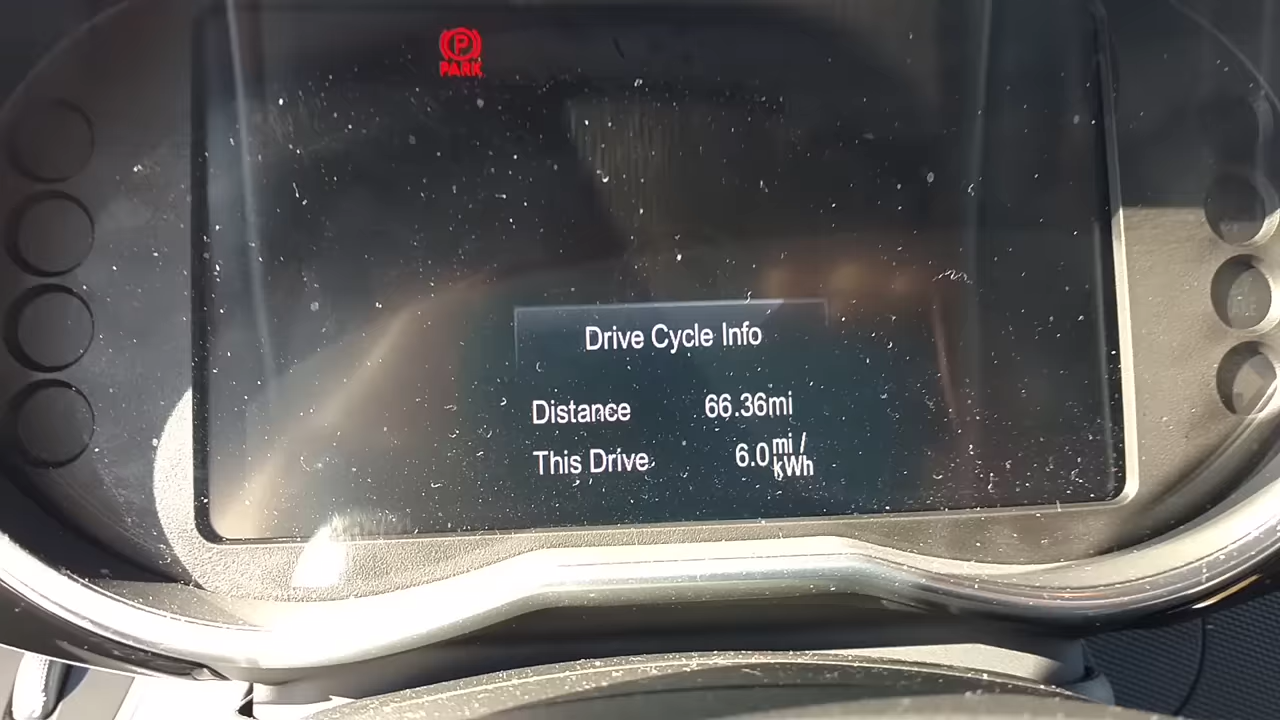 P
PARK
Drive Cycle Info
Distance 66.36mi
This Drive 6.0 mi / kWh